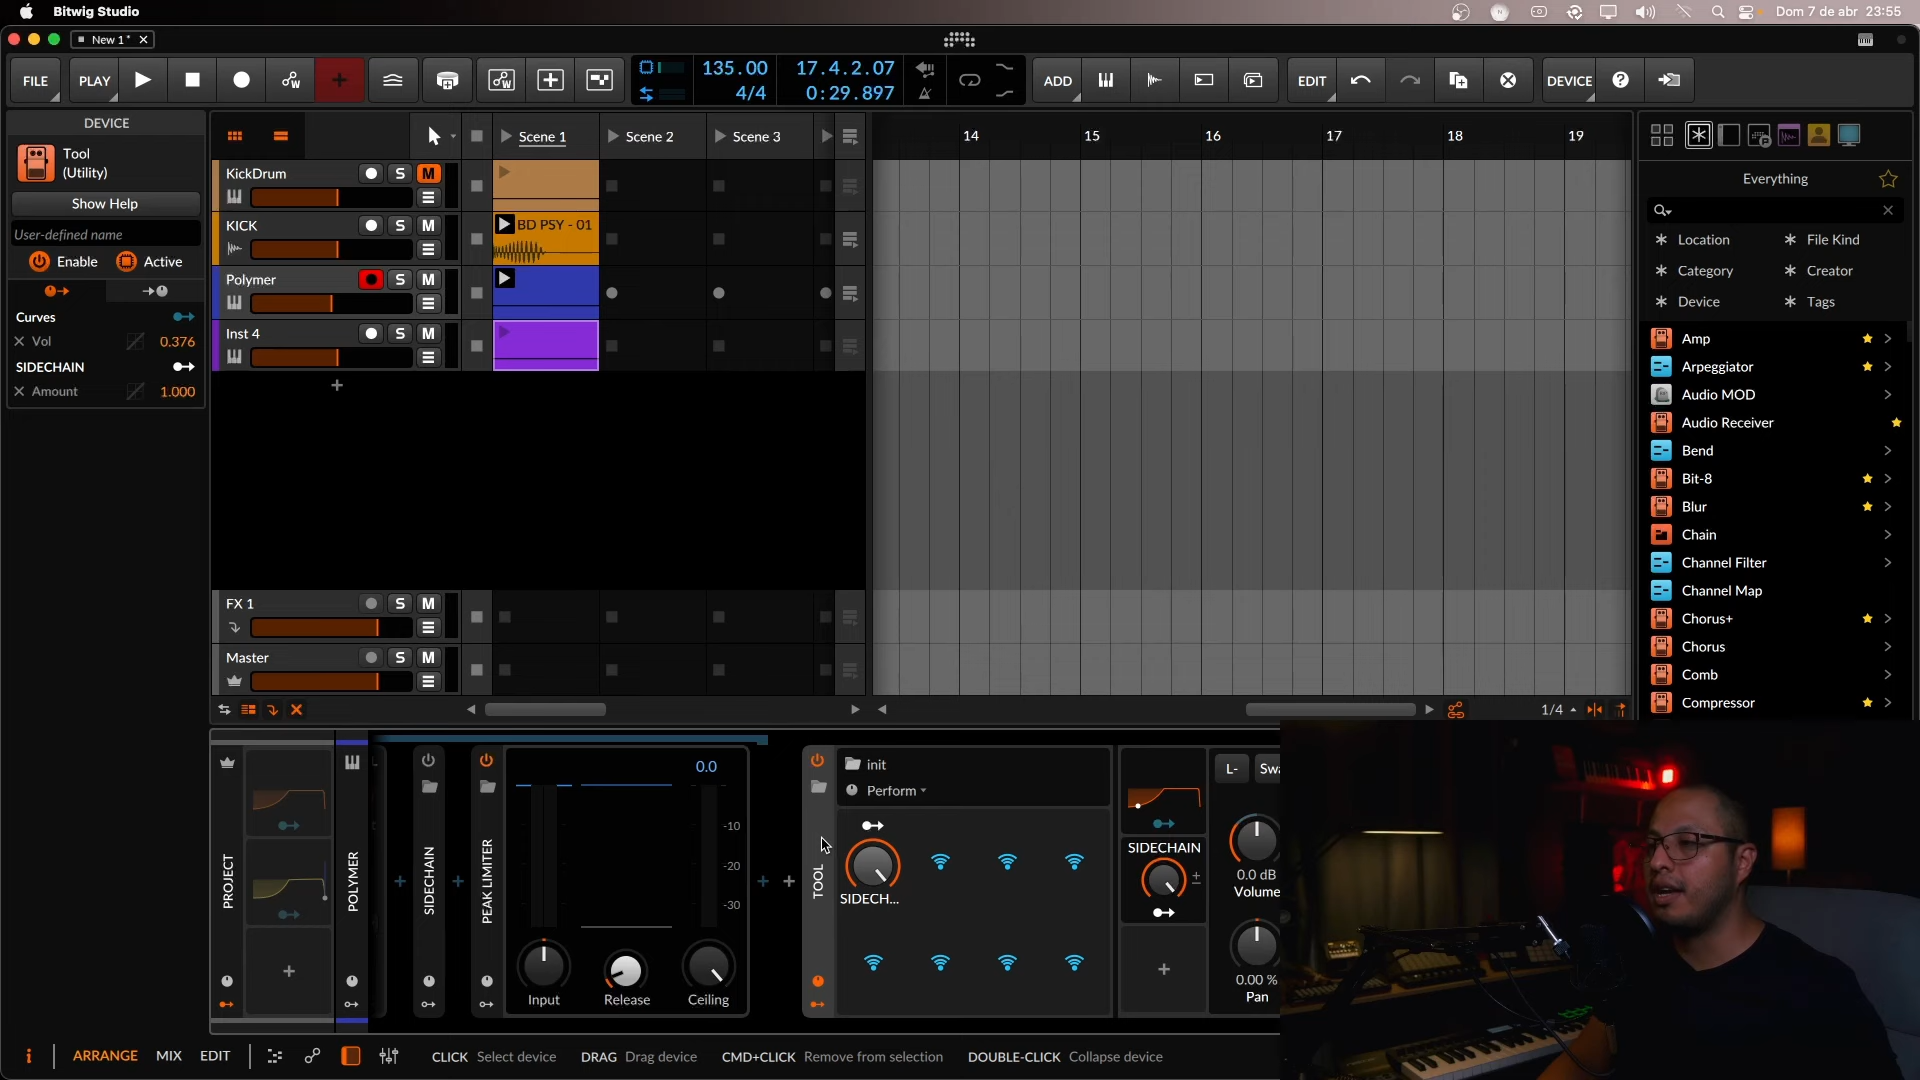 Bitwig Studio
Dom 7 de abr 23:55
New 1*
FILE
PLAY
135.00
4/4
17.4.2.07
0:29.897
ADD
EDIT
DEVICE
DEVICE
Tool
(Utility)
Show Help
User-defined name
Enable
Active
Curves
Vol
0.376
SIDECHAIN
Amount
1.000
Scene 1
Scene 2
Scene 3
KickDrum
S
M
KICK
S
M
BD PSY - 01
Polymer
S
M
Inst 4
S
M
FX 1
S
M
Master
S
M
14
15
16
17
18
19
1/4
Everything
Location
File Kind
Category
Creator
Device
Tags
Amp
Arpeggiator
Audio MOD
Audio Receiver
Bend
Bit-8
Blur
Chain
Channel Filter
Channel Map
Chorus+
Chorus
Comb
Compressor
PROJECT
POLYMER
SIDECHAIN
PEAK LIMITER
0.0
-10
-20
-30
Input
Release
Ceiling
TOOL
init
Perform
SIDECH...
SIDECHAIN
L-
Swa
0.0 dB
Volume
0.00 %
Pan
ARRANGE
MIX
EDIT
CLICK Select device
DRAG Drag device
CMD+CLICK Remove from selection
DOUBLE-CLICK Collapse device